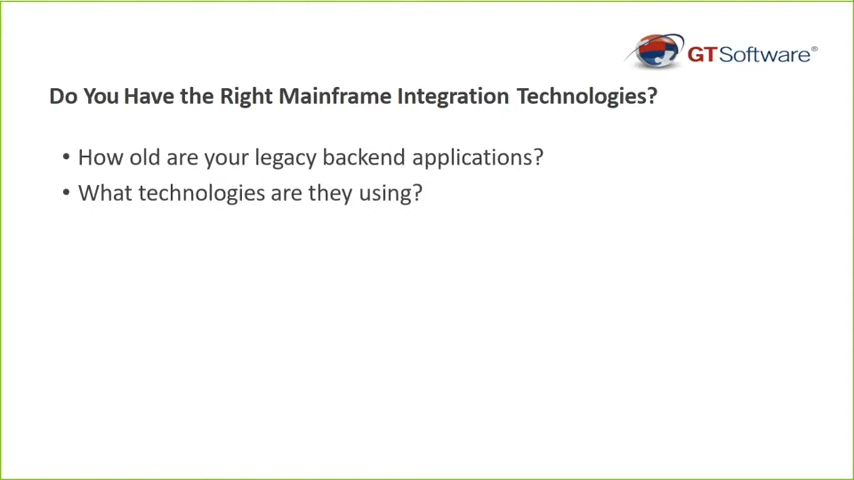 GTSoftware®
Do You Have the Right Mainframe Integration Technologies?
• How old are your legacy backend applications?
• What technologies are they using?